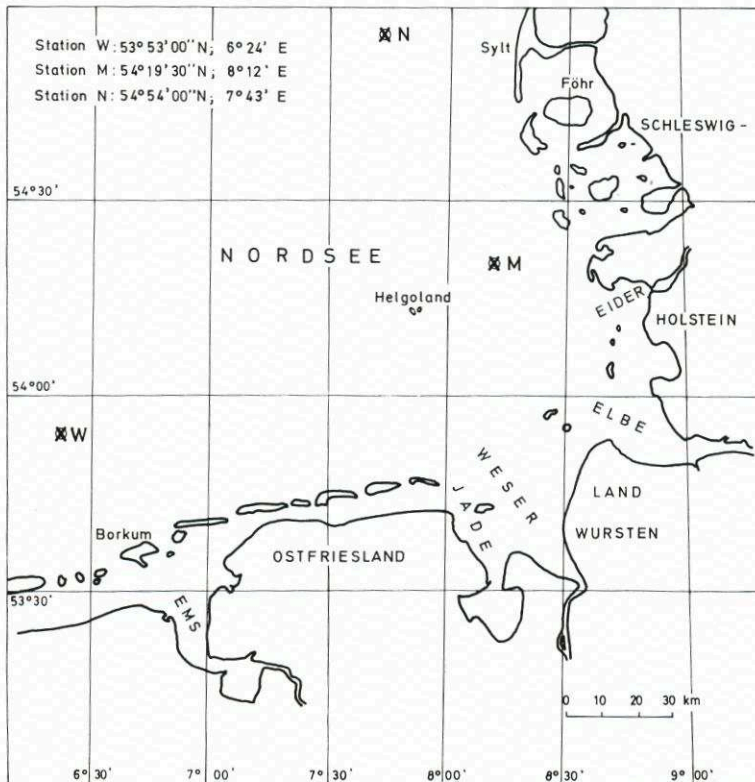 Station W: 53°53'00"N; 6°24' E
Station M: 54°19'30"N; 8°12' E
Station N: 54°54'00"N; 7°43' E
N
Sylt
Föhr
SCHLESWIG -
54°30'
NORDSEE
M
Helgoland
EIDER
HOLSTEIN
54°00'
W
ELBE
WESER
JADE
LAND
WURSTEN
Borkum
OSTFRIESLAND
EMS
53°30'
0 10 20 30 km
6°30' 7°00' 7°30' 8°00' 8°30' 9°00'